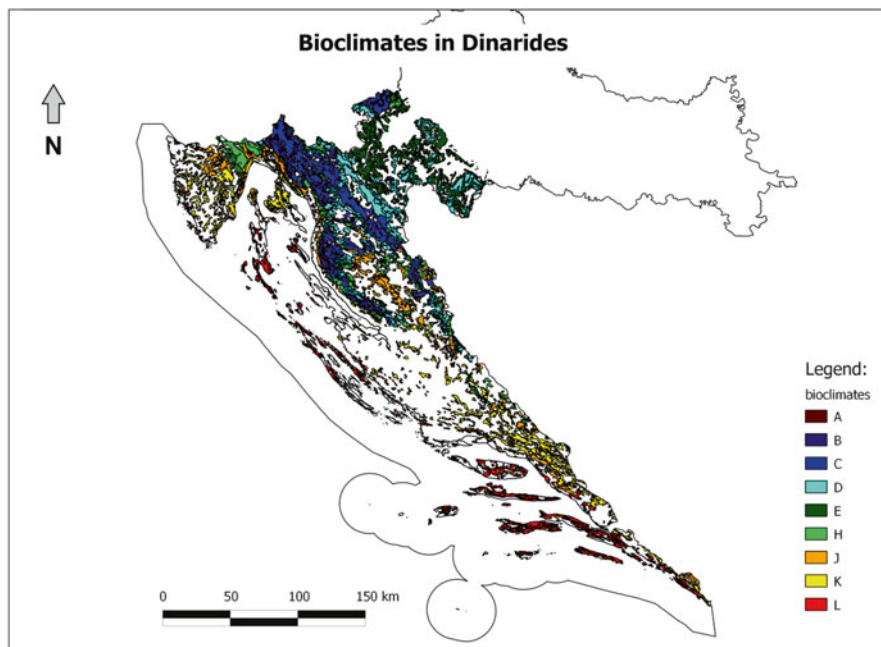 Bioclimates in Dinarides
N
Legend:
bioclimates
A
B
C
D
E
H
J
K
L
0 50 100 150 km